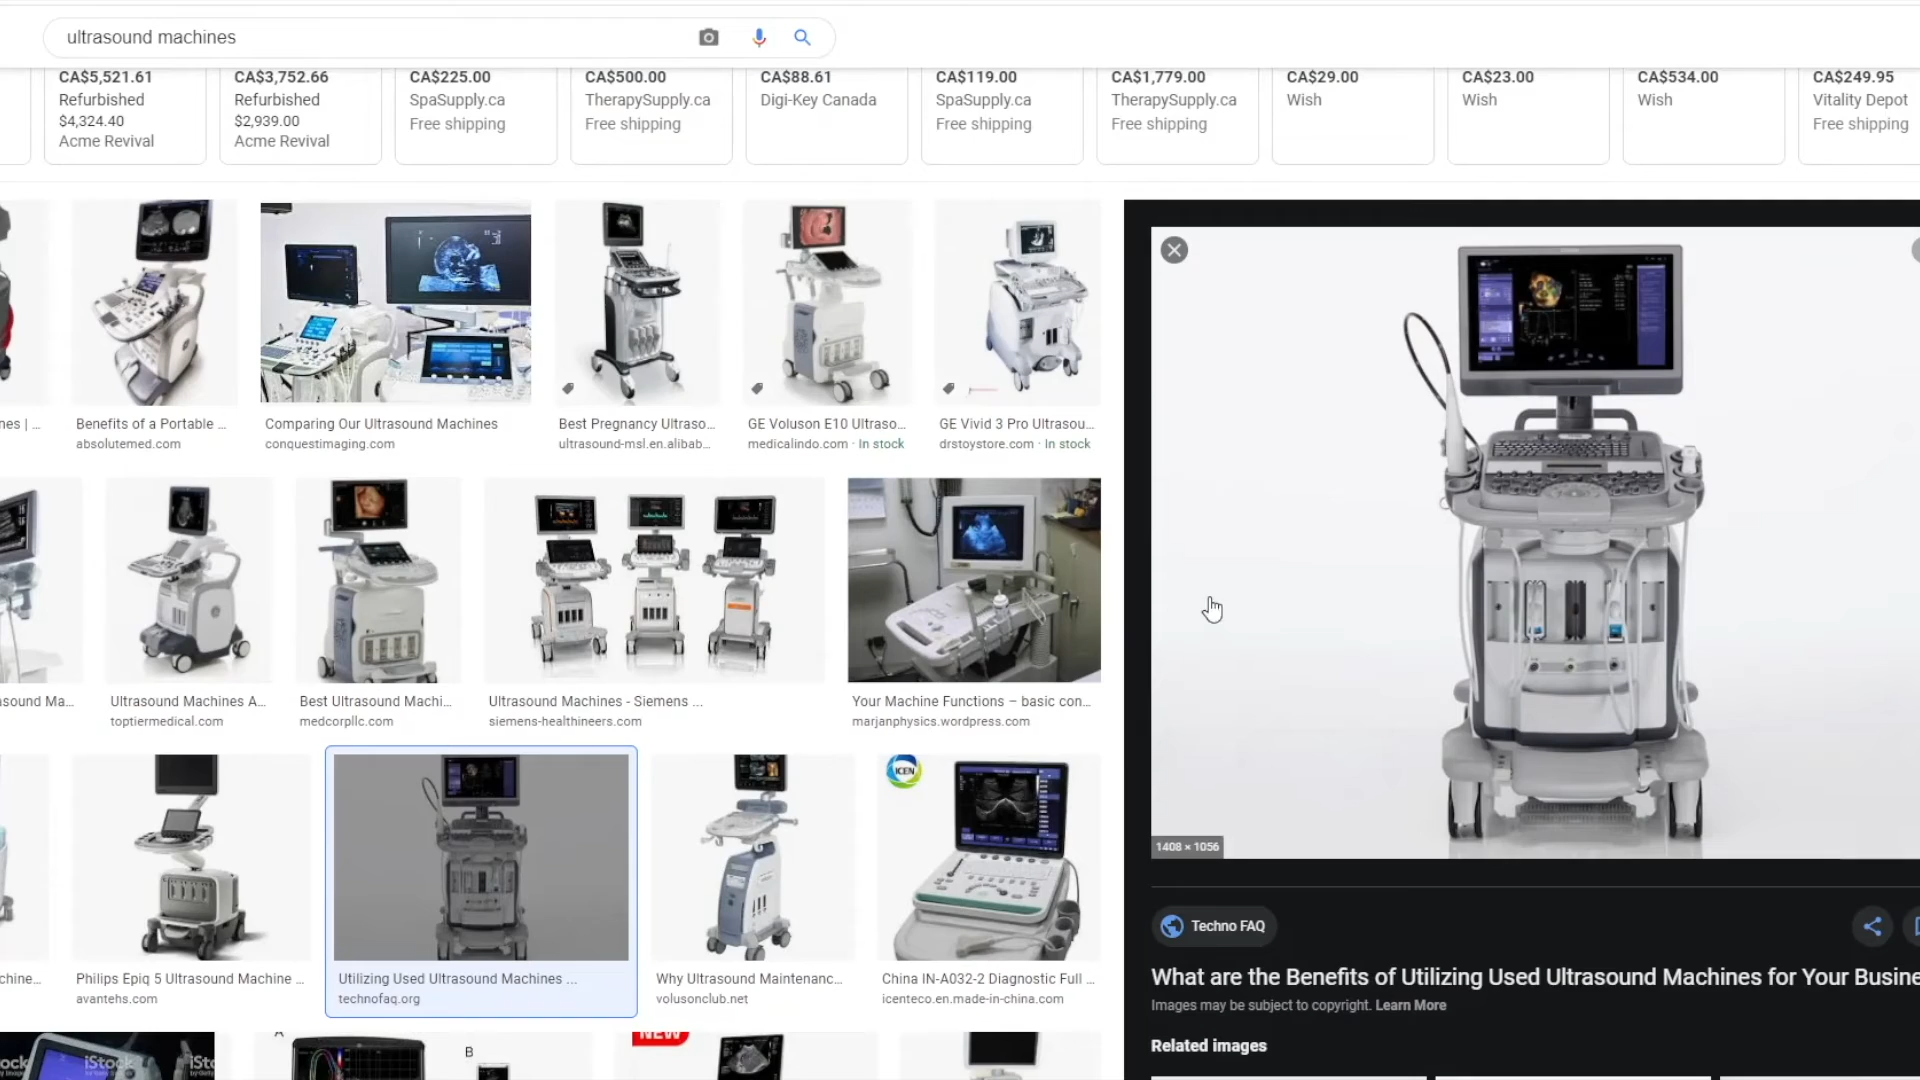 ultrasound machines
CA$5,521.61
Refurbished
$4,324.40
Acme Revival
CA$3,752.66
Refurbished
$2,939.00
Acme Revival
CA$225.00
SpaSupply.ca
Free shipping
CA$500.00
TherapySupply.ca
Free shipping
CA$88.61
Digi-Key Canada
CA$119.00
SpaSupply.ca
Free shipping
CA$1,779.00
TherapySupply.ca
Free shipping
CA$29.00
Wish
CA$23.00
Wish
CA$534.00
Wish
CA$249.95
Vitality Depot
Free shipping
nes | ...
Benefits of a Portable ...
absolutemed.com
Comparing Our Ultrasound Machines
conquestimaging.com
Best Pregnancy Ultraso...
ultrasound-msl.en.alibab...
GE Voluson E10 Ultraso...
medicalindo.com · In stock
GE Vivid 3 Pro Ultrasou...
drstoystore.com · In stock
asound Ma...
Ultrasound Machines A...
toptiermedical.com
Best Ultrasound Machi...
medcorpllc.com
Ultrasound Machines - Siemens ...
siemens-healthineers.com
Your Machine Functions – basic con...
marjanphysics.wordpress.com
chine...
Philips Epiq 5 Ultrasound Machine ...
avantehs.com
Utilizing Used Ultrasound Machines ...
technofaq.org
Why Ultrasound Maintenanc...
volusonclub.net
ICEN
China IN-A032-2 Diagnostic Full ...
icenteco.en.made-in-china.com
iStock
A
B
NEW
1408 × 1056
Techno FAQ
What are the Benefits of Utilizing Used Ultrasound Machines for Your Busine
Images may be subject to copyright. Learn More
Related images